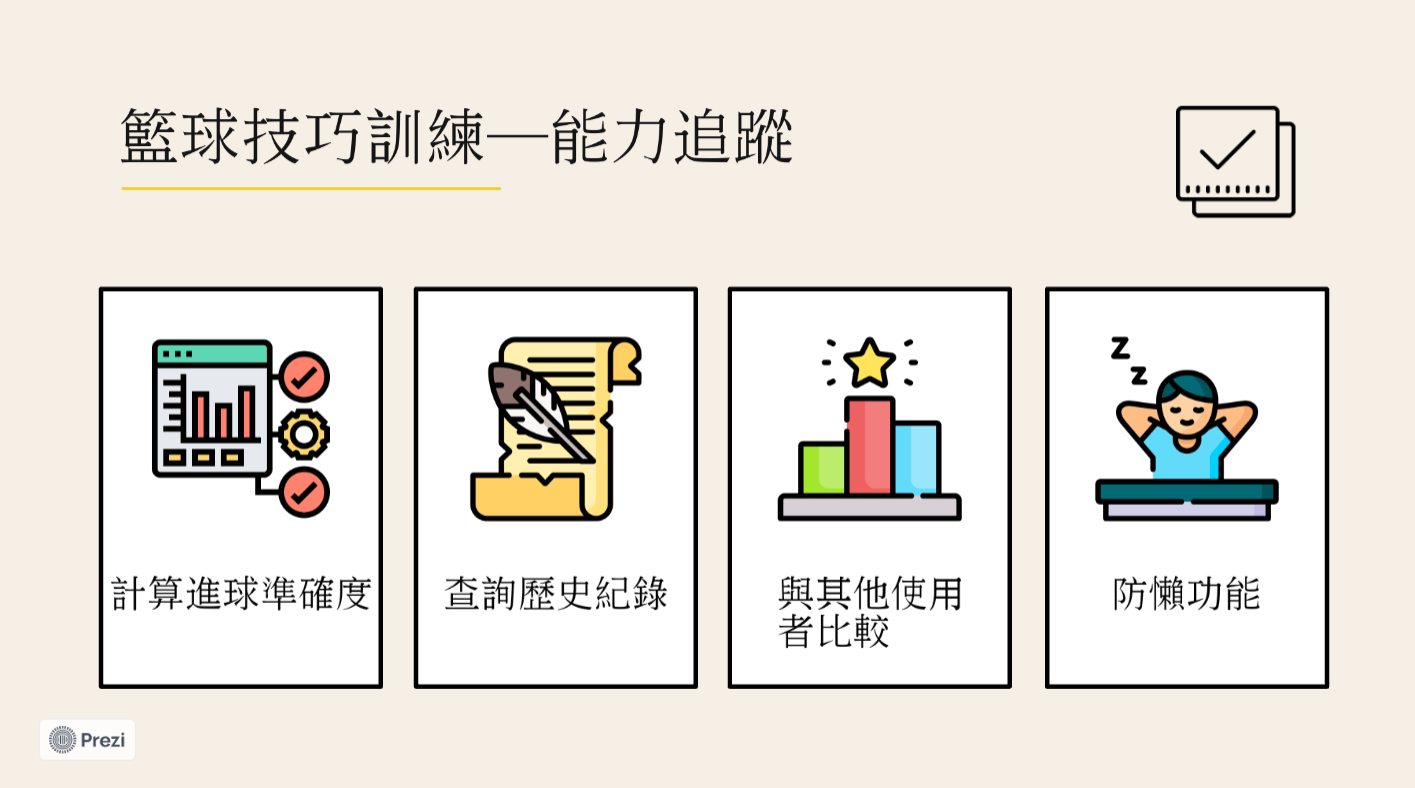 籃球技巧訓練—能力追蹤
計算進球準確度
查詢歷史紀錄
與其他使用
者比較
Z
z
防懶功能
Prezi